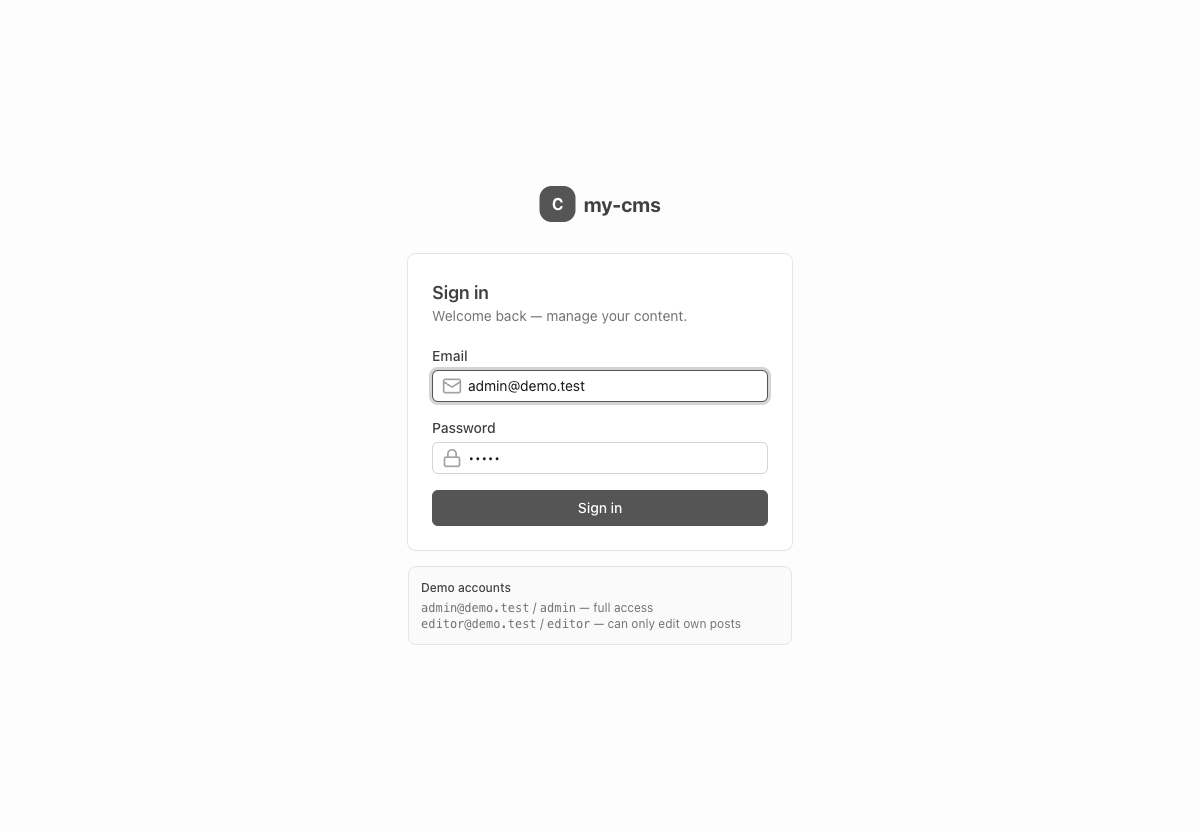 C my-cms
Sign in
Welcome back — manage your content.
Email
admin@demo.test
Password
•••••
Sign in
Demo accounts
admin@demo.test / admin — full access
editor@demo.test / editor — can only edit own posts